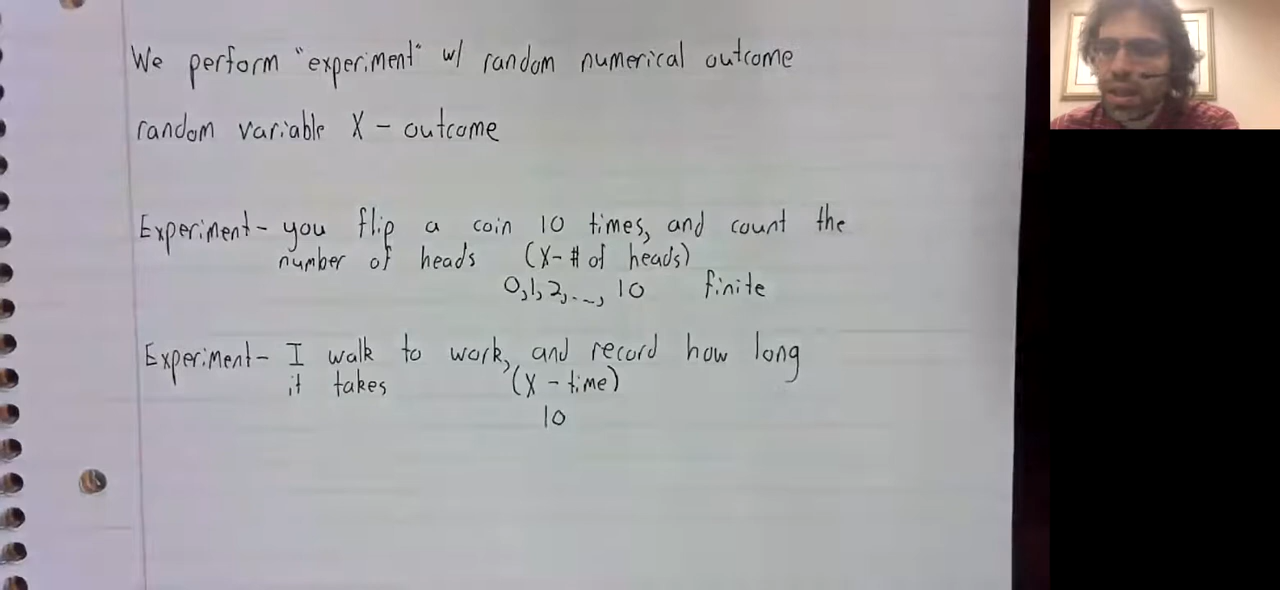 We perform "experiment" w/ random numerical outcome
random variable X - outcome
Experiment - you flip a coin 10 times, and count the
number of heads (X - # of heads)
0, 1, 2, ..., 10 finite
Experiment - I walk to work, and record how long
it takes (X - time)
10